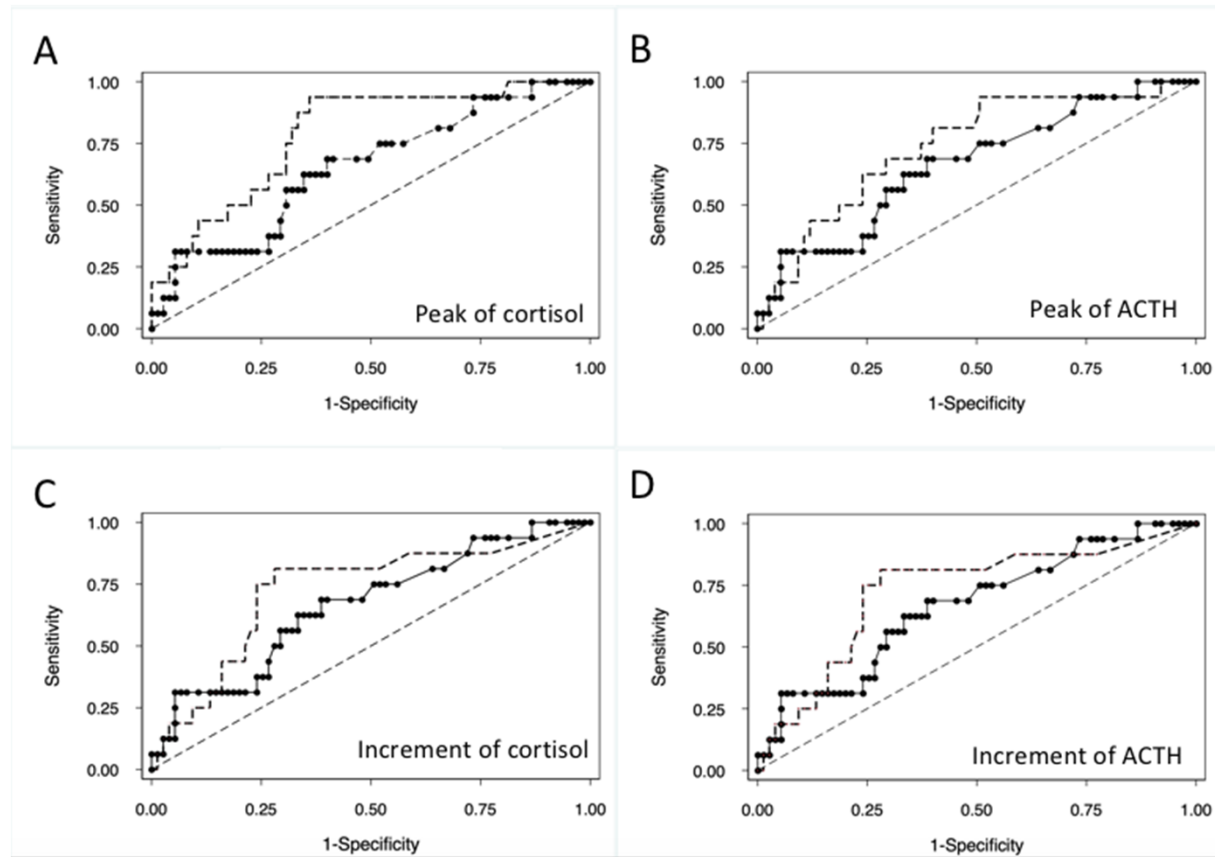 A
1.00
0.75
0.50
0.25
0.00
Sensitivity
Peak of cortisol
0.00 0.25 0.50 0.75 1.00
1-Specificity
B
1.00
0.75
0.50
0.25
0.00
Sensitivity
Peak of ACTH
0.00 0.25 0.50 0.75 1.00
1-Specificity
C
1.00
0.75
0.50
0.25
0.00
Sensitivity
Increment of cortisol
0.00 0.25 0.50 0.75 1.00
1-Specificity
D
1.00
0.75
0.50
0.25
0.00
Sensitivity
Increment of ACTH
0.00 0.25 0.50 0.75 1.00
1-Specificity